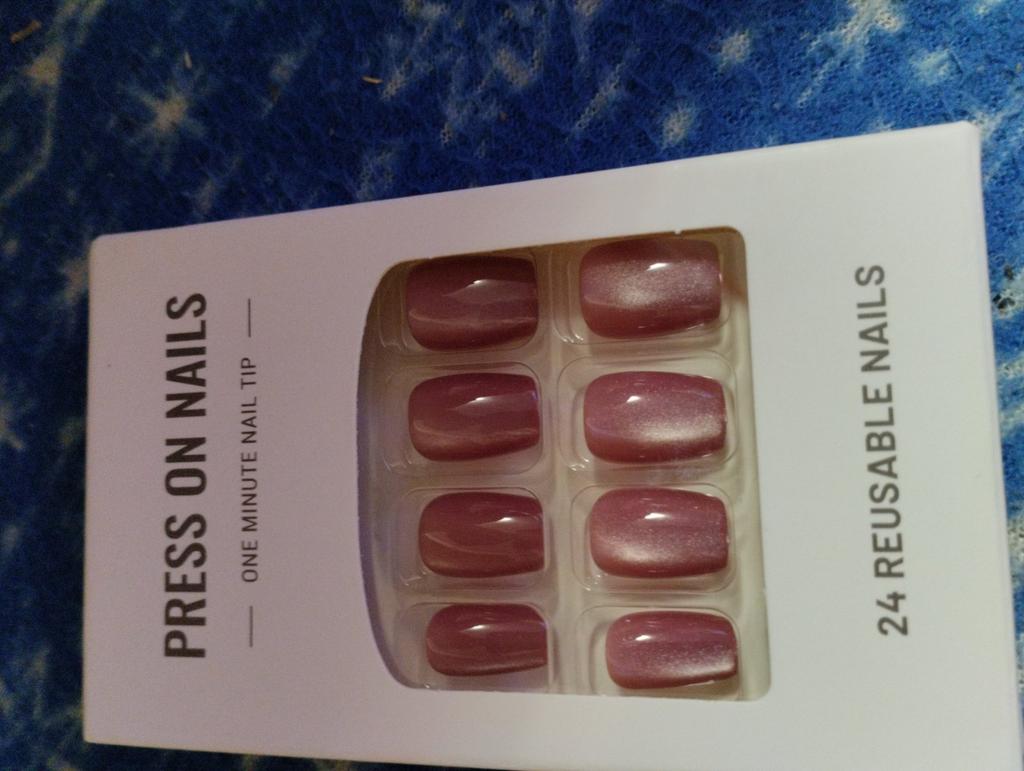 PRESS ON NAILS
ONE MINUTE NAIL TIP
24 REUSABLE NAILS